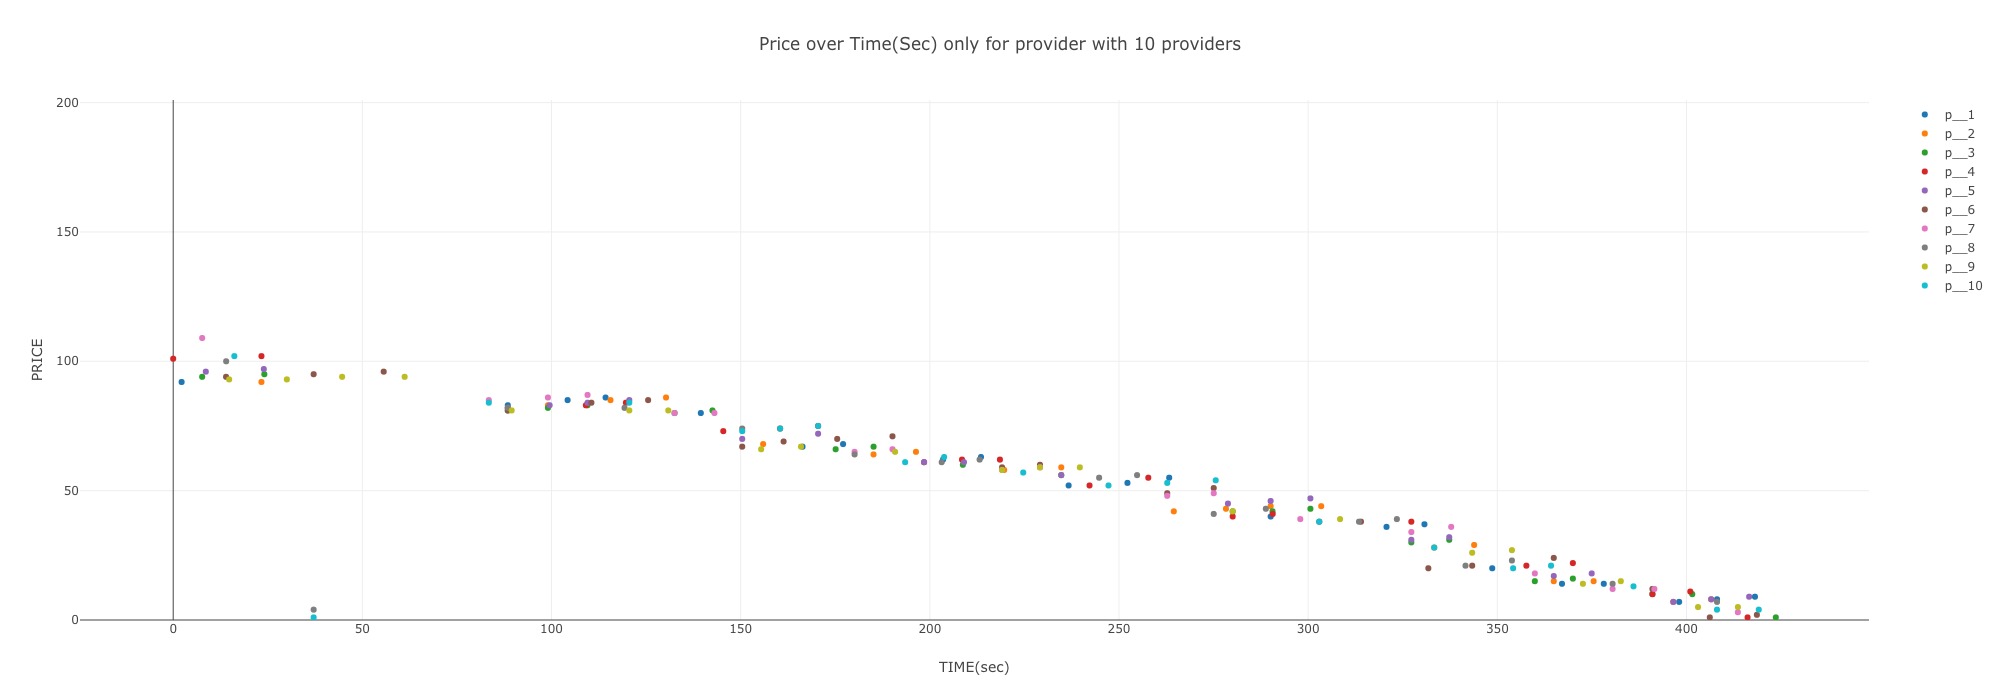 Price over Time(Sec) only for provider with 10 providers
200
150
100
50
0
PRICE
0 50 100 150 200 250 300 350 400
TIME(sec)
p__1
p__2
p__3
p__4
p__5
p__6
p__7
p__8
p__9
p__10